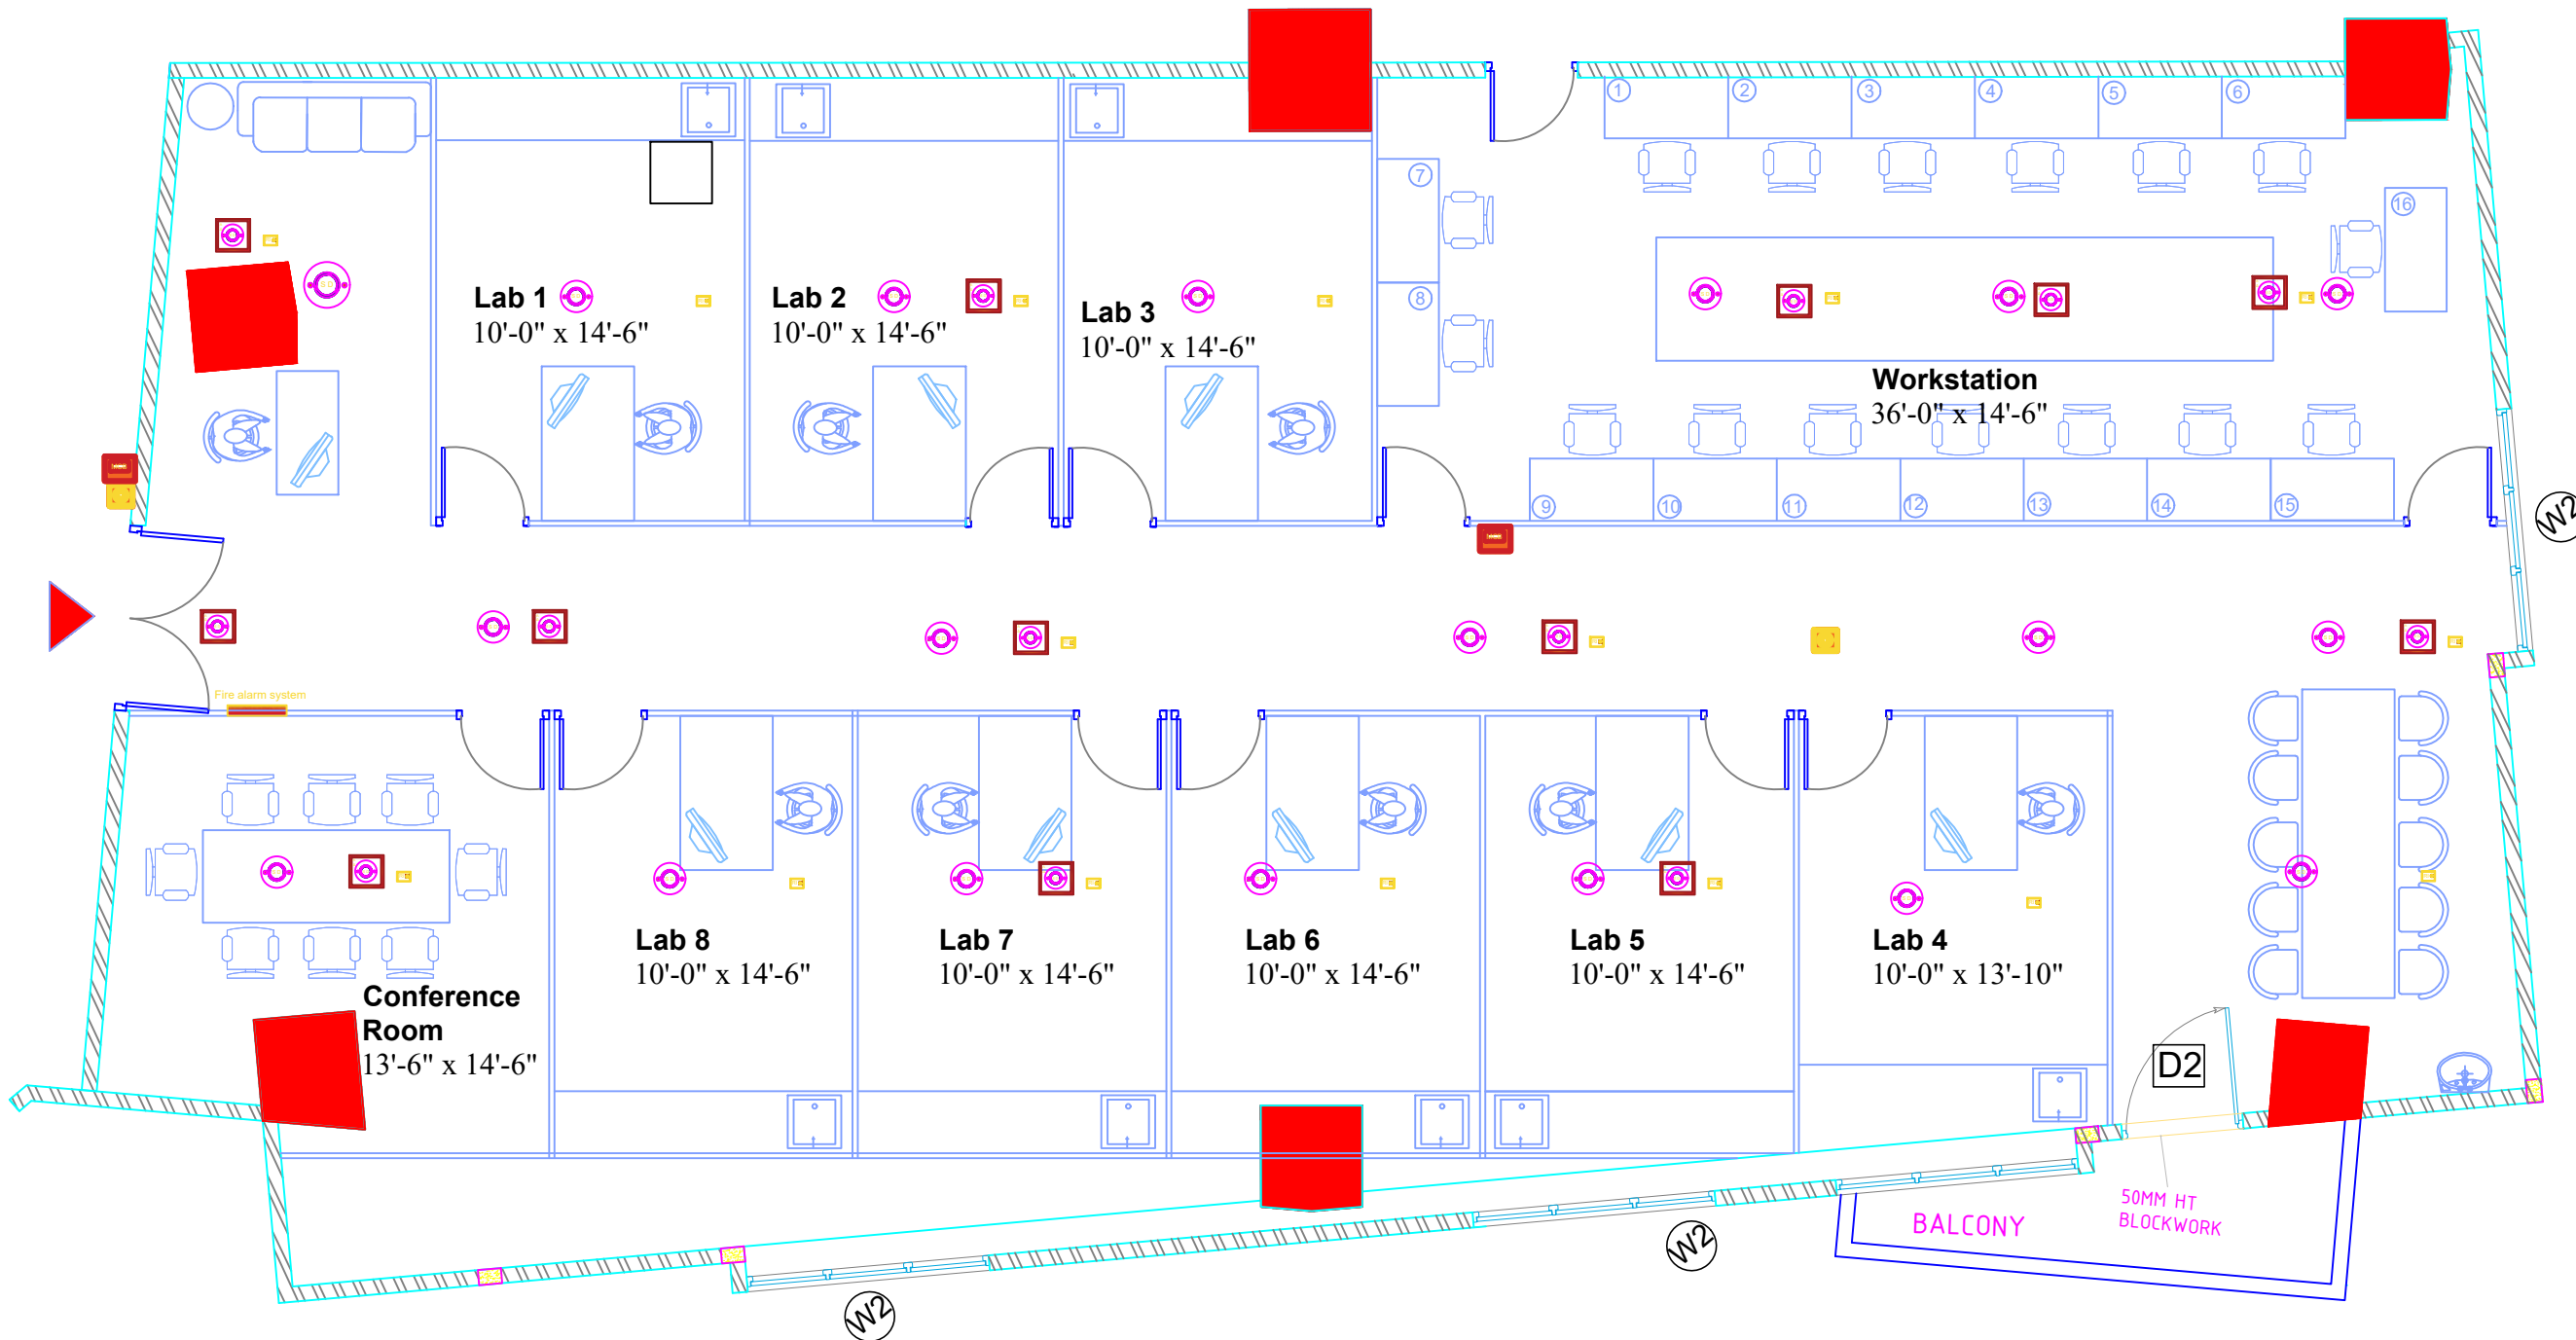 1
2
3
4
5
6
7
8
16
Lab 1
10'-0" x 14'-6"
Lab 2
10'-0" x 14'-6"
Lab 3
10'-0" x 14'-6"
Workstation
36'-0" x 14'-6"
9
10
11
12
13
14
15
W2
Fire alarm system
Lab 8
10'-0" x 14'-6"
Lab 7
10'-0" x 14'-6"
Lab 6
10'-0" x 14'-6"
Lab 5
10'-0" x 14'-6"
Lab 4
10'-0" x 13'-10"
Conference
Room
13'-6" x 14'-6"
D2
50MM HT
BLOCKWORK
BALCONY
W2
W2